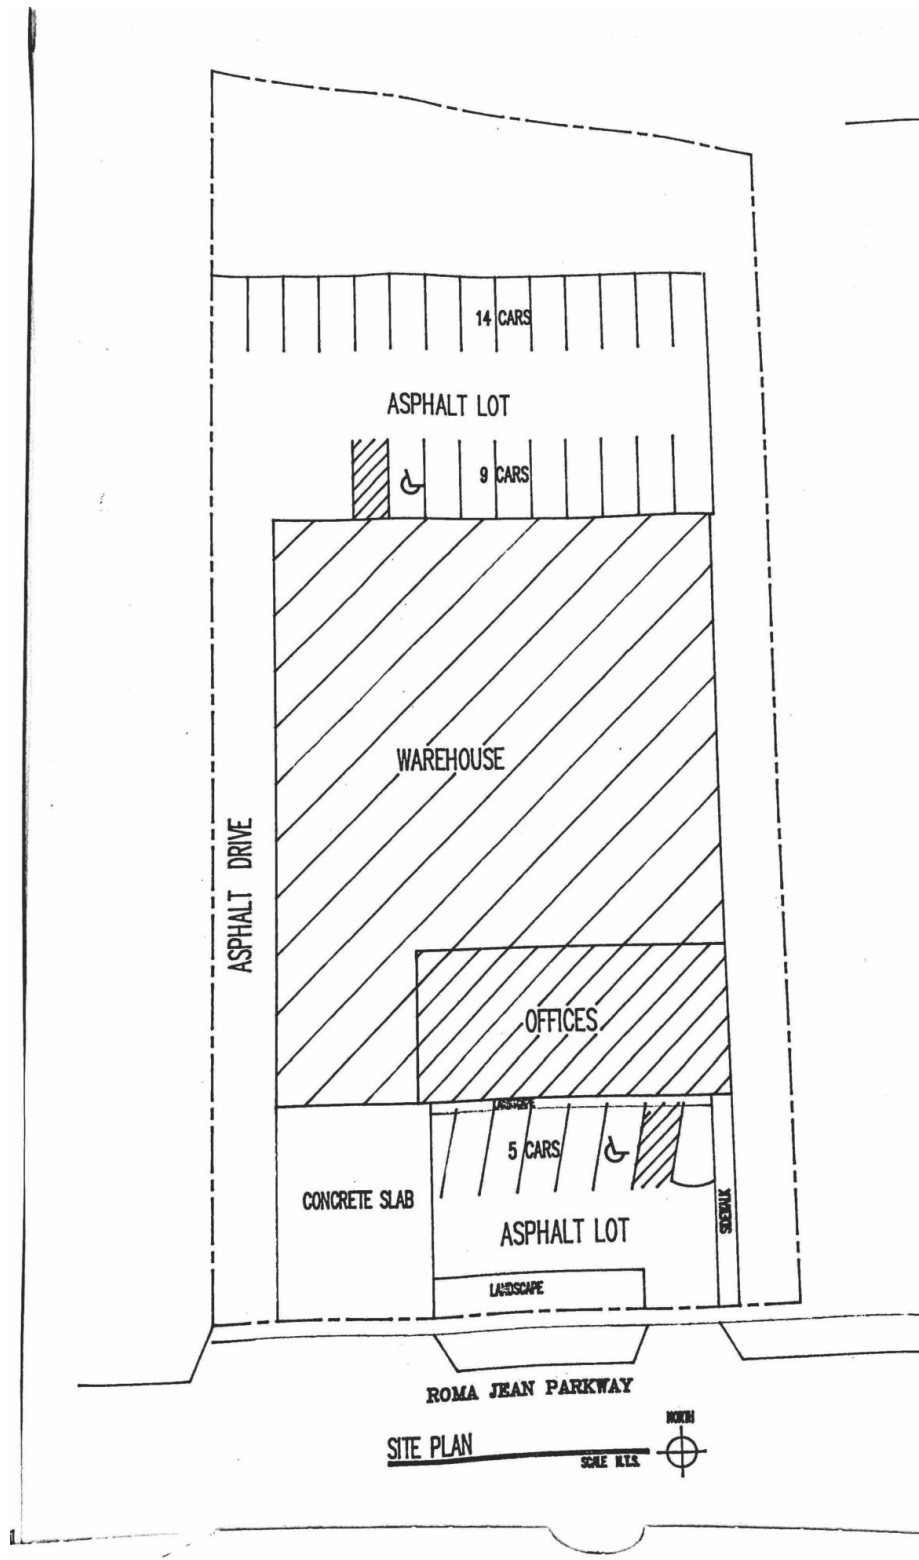 14 CARS
ASPHALT LOT
9 CARS
WAREHOUSE
ASPHALT DRIVE
OFFICES
LANDSCAPE
5 CARS
CONCRETE SLAB
SIDEWALK
ASPHALT LOT
LANDSCAPE
ROMA JEAN PARKWAY
NORTH
SITE PLAN
SCALE N.T.S.